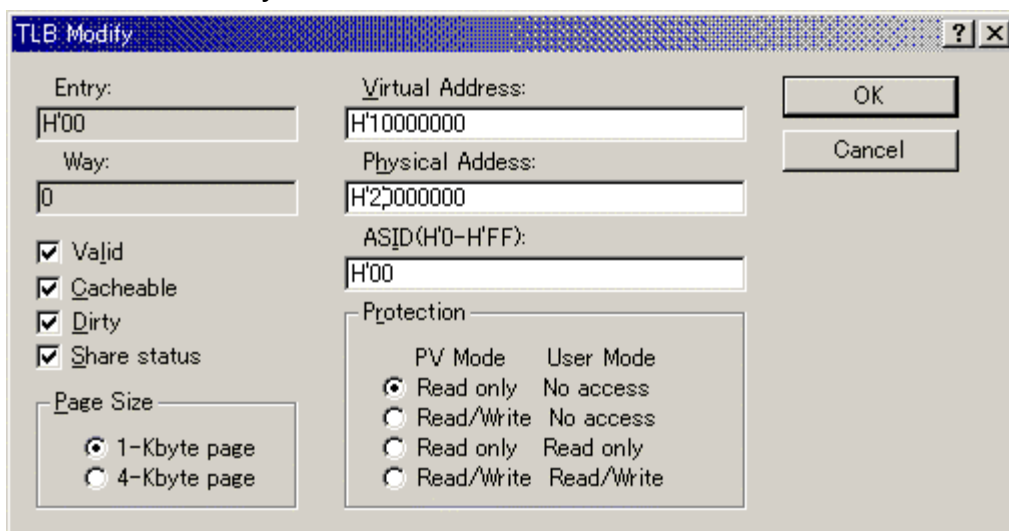 TLB Modify
Entry:
H'00
Way:
0
Valid
Cacheable
Dirty
Share status
Page Size
1-Kbyte page
4-Kbyte page
Virtual Address:
H'10000000
Physical Addess:
H'20000000
ASID(H'0-H'FF):
H'00
Protection
PV Mode User Mode
Read only No access
Read/Write No access
Read only Read only
Read/Write Read/Write
OK
Cancel